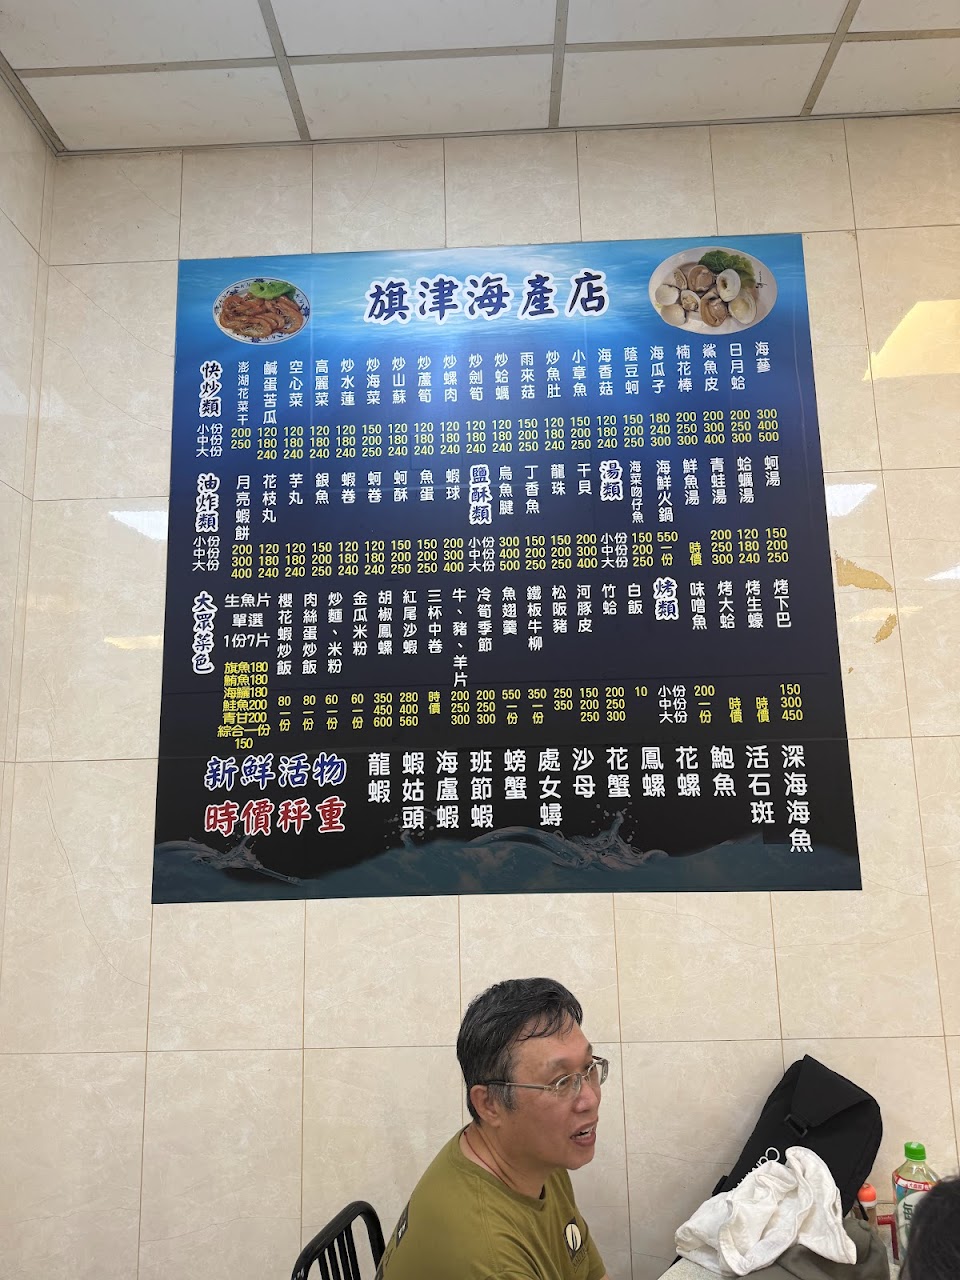 旗津海產店
快炒類
小份
中份
大份
澎湖花菜干 200 250
鹹蛋苦瓜 120 180 240
空心菜 120 180 240
高麗菜 120 180 240
炒水蓮 120 180 240
炒海菜 150 200 250
炒山蘇 120 180 240
炒蘆筍 120 180 240
炒螺肉 120 180 240
炒劍筍 120 180 240
炒蛤蠣 120 180 240
雨來菇 150 200 250
炒魚肚 120 180 240
小章魚 150 200 250
海香菇 120 180 240
蔭豆蚵 150 200 250
海瓜子 180 240 300
楠花棒 200 250 300
鯊魚皮 200 300 400
日月蛤 200 250 300
海蔘 300 400 500
油炸類
小份
中份
大份
月亮蝦餅 200 300 400
花枝丸 120 180 240
芋丸 120 180 240
銀魚 150 200 250
蝦卷 120 180 240
蚵卷 120 180 240
蚵酥 150 200 250
魚蛋 150 200 250
蝦球 200 300 400
鹽酥類
小份
中份
大份
烏魚腱 300 400 500
丁香魚 150 200 250
龍珠 150 200 250
干貝 200 300 400
湯類
小份
中份
大份
海菜吻仔魚 150 200 250
海鮮火鍋 550 一份
鮮魚湯 時價
青蛙湯 200 250 300
蛤蠣湯 120 180 240
蚵湯 150 200 250
大眾菜色
生魚片
單選
1份7片
旗魚180
鮪魚180
海鱺180
鮭魚200
青甘200
綜合一份
150
櫻花蝦炒飯 80 一份
肉絲蛋炒飯 80 一份
炒麵、米粉 60 一份
金瓜米粉 60 一份
胡椒鳳螺 350 450 600
紅尾沙蝦 280 400 560
三杯中卷 時價
牛、豬、羊片 200 250 300
冷筍季節 200 250 300
魚翅羹 550 一份
鐵板牛柳 350 一份
松阪豬 250 350
河豚皮 150 200 250
竹蛤 200 250 300
白飯 10
烤類
小份
中份
大份
味噌魚 200 一份
烤大蛤 時價
烤生蠔 時價
烤下巴 150 300 450
新鮮活物
時價秤重
龍蝦
蝦姑頭
海盧蝦
班節蝦
螃蟹
處女蟳
沙母
花蟹
鳳螺
花螺
鮑魚
活石斑
深海海魚